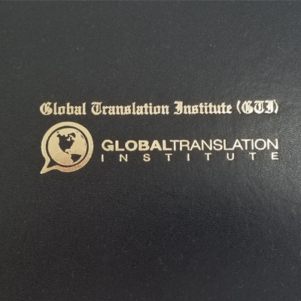 Global Translation Institute (GTI)
GLOBALTRANSLATION
INSTITUTE